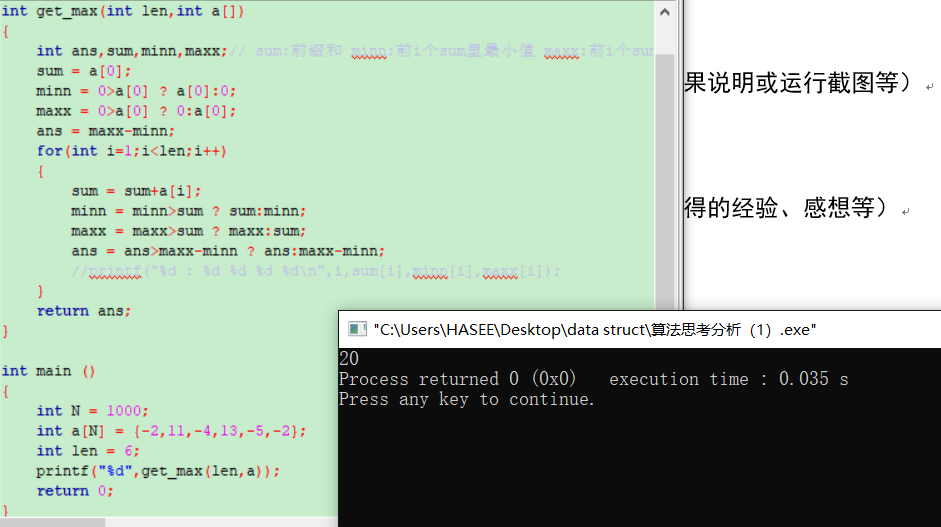 int get_max(int len,int a[])
{
int ans,sum,minn,maxx;// sum:前缀和 minn:前i个sum里最小值 maxx:前i个sum
sum = a[0];
minn = 0>a[0] ? a[0]:0;
maxx = 0>a[0] ? 0:a[0];
ans = maxx-minn;
for(int i=1;i<len;i++)
{
sum = sum+a[i];
minn = minn>sum ? sum:minn;
maxx = maxx>sum ? maxx:sum;
ans = ans>maxx-minn ? ans:maxx-minn;
//printf("%d : %d %d %d %d\n",i,sum[i],minn[i],maxx[i]);
}
return ans;
}
int main ()
{
int N = 1000;
int a[N] = {-2,11,-4,13,-5,-2};
int len = 6;
printf("%d",get_max(len,a));
return 0;
}
果说明或运行截图等）
得的经验、感想等）
"C:\Users\HASEE\Desktop\data struct\算法思考分析（1）.exe"
20
Process returned 0 (0x0)   execution time : 0.035 s
Press any key to continue.